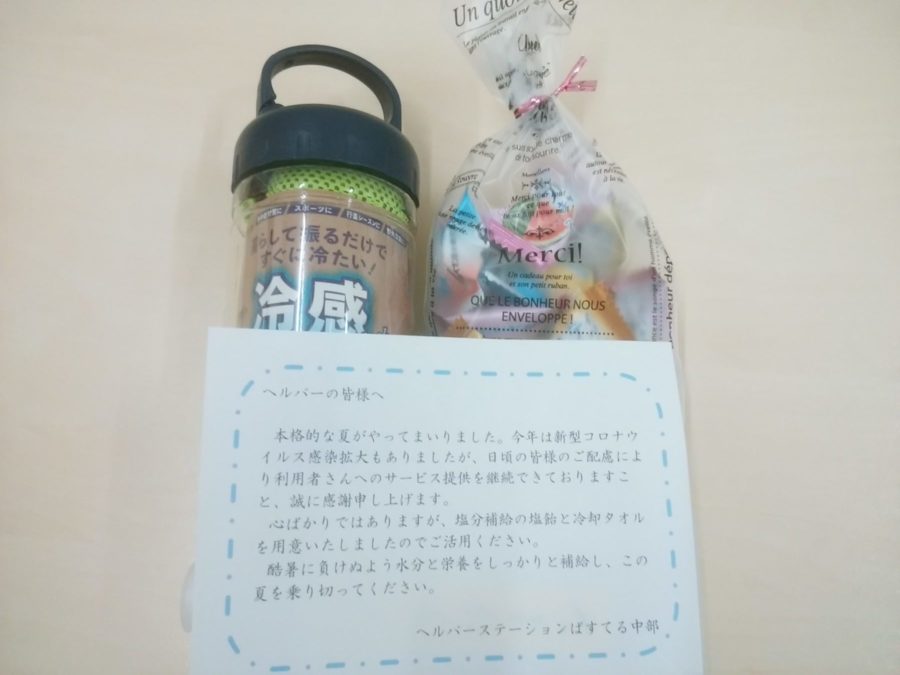 Un quo
Cheer
suis sous le charme
Merci pour tout
ce que
Merci!
Un cadeau pour toi
et son petit ruban.
QUE LE BONHEUR NOUS
ENVELOPPE !
スポーツに
濡らして振るだけで
すぐに冷たい!
冷感
ヘルパーの皆様へ
本格的な夏がやってまいりました。今年は新型コロナウ
イルス感染拡大もありましたが、日頃の皆様のご配慮によ
り利用者さんへのサービス提供を継続できておりますこ
と、誠に感謝申し上げます。
心ばかりではありますが、塩分補給の塩飴と冷却タオル
を用意いたしましたのでご活用ください。
酷暑に負けぬよう水分と栄養をしっかりと補給し、この
夏を乗り切ってください。
ヘルパーステーションぱすてる中部